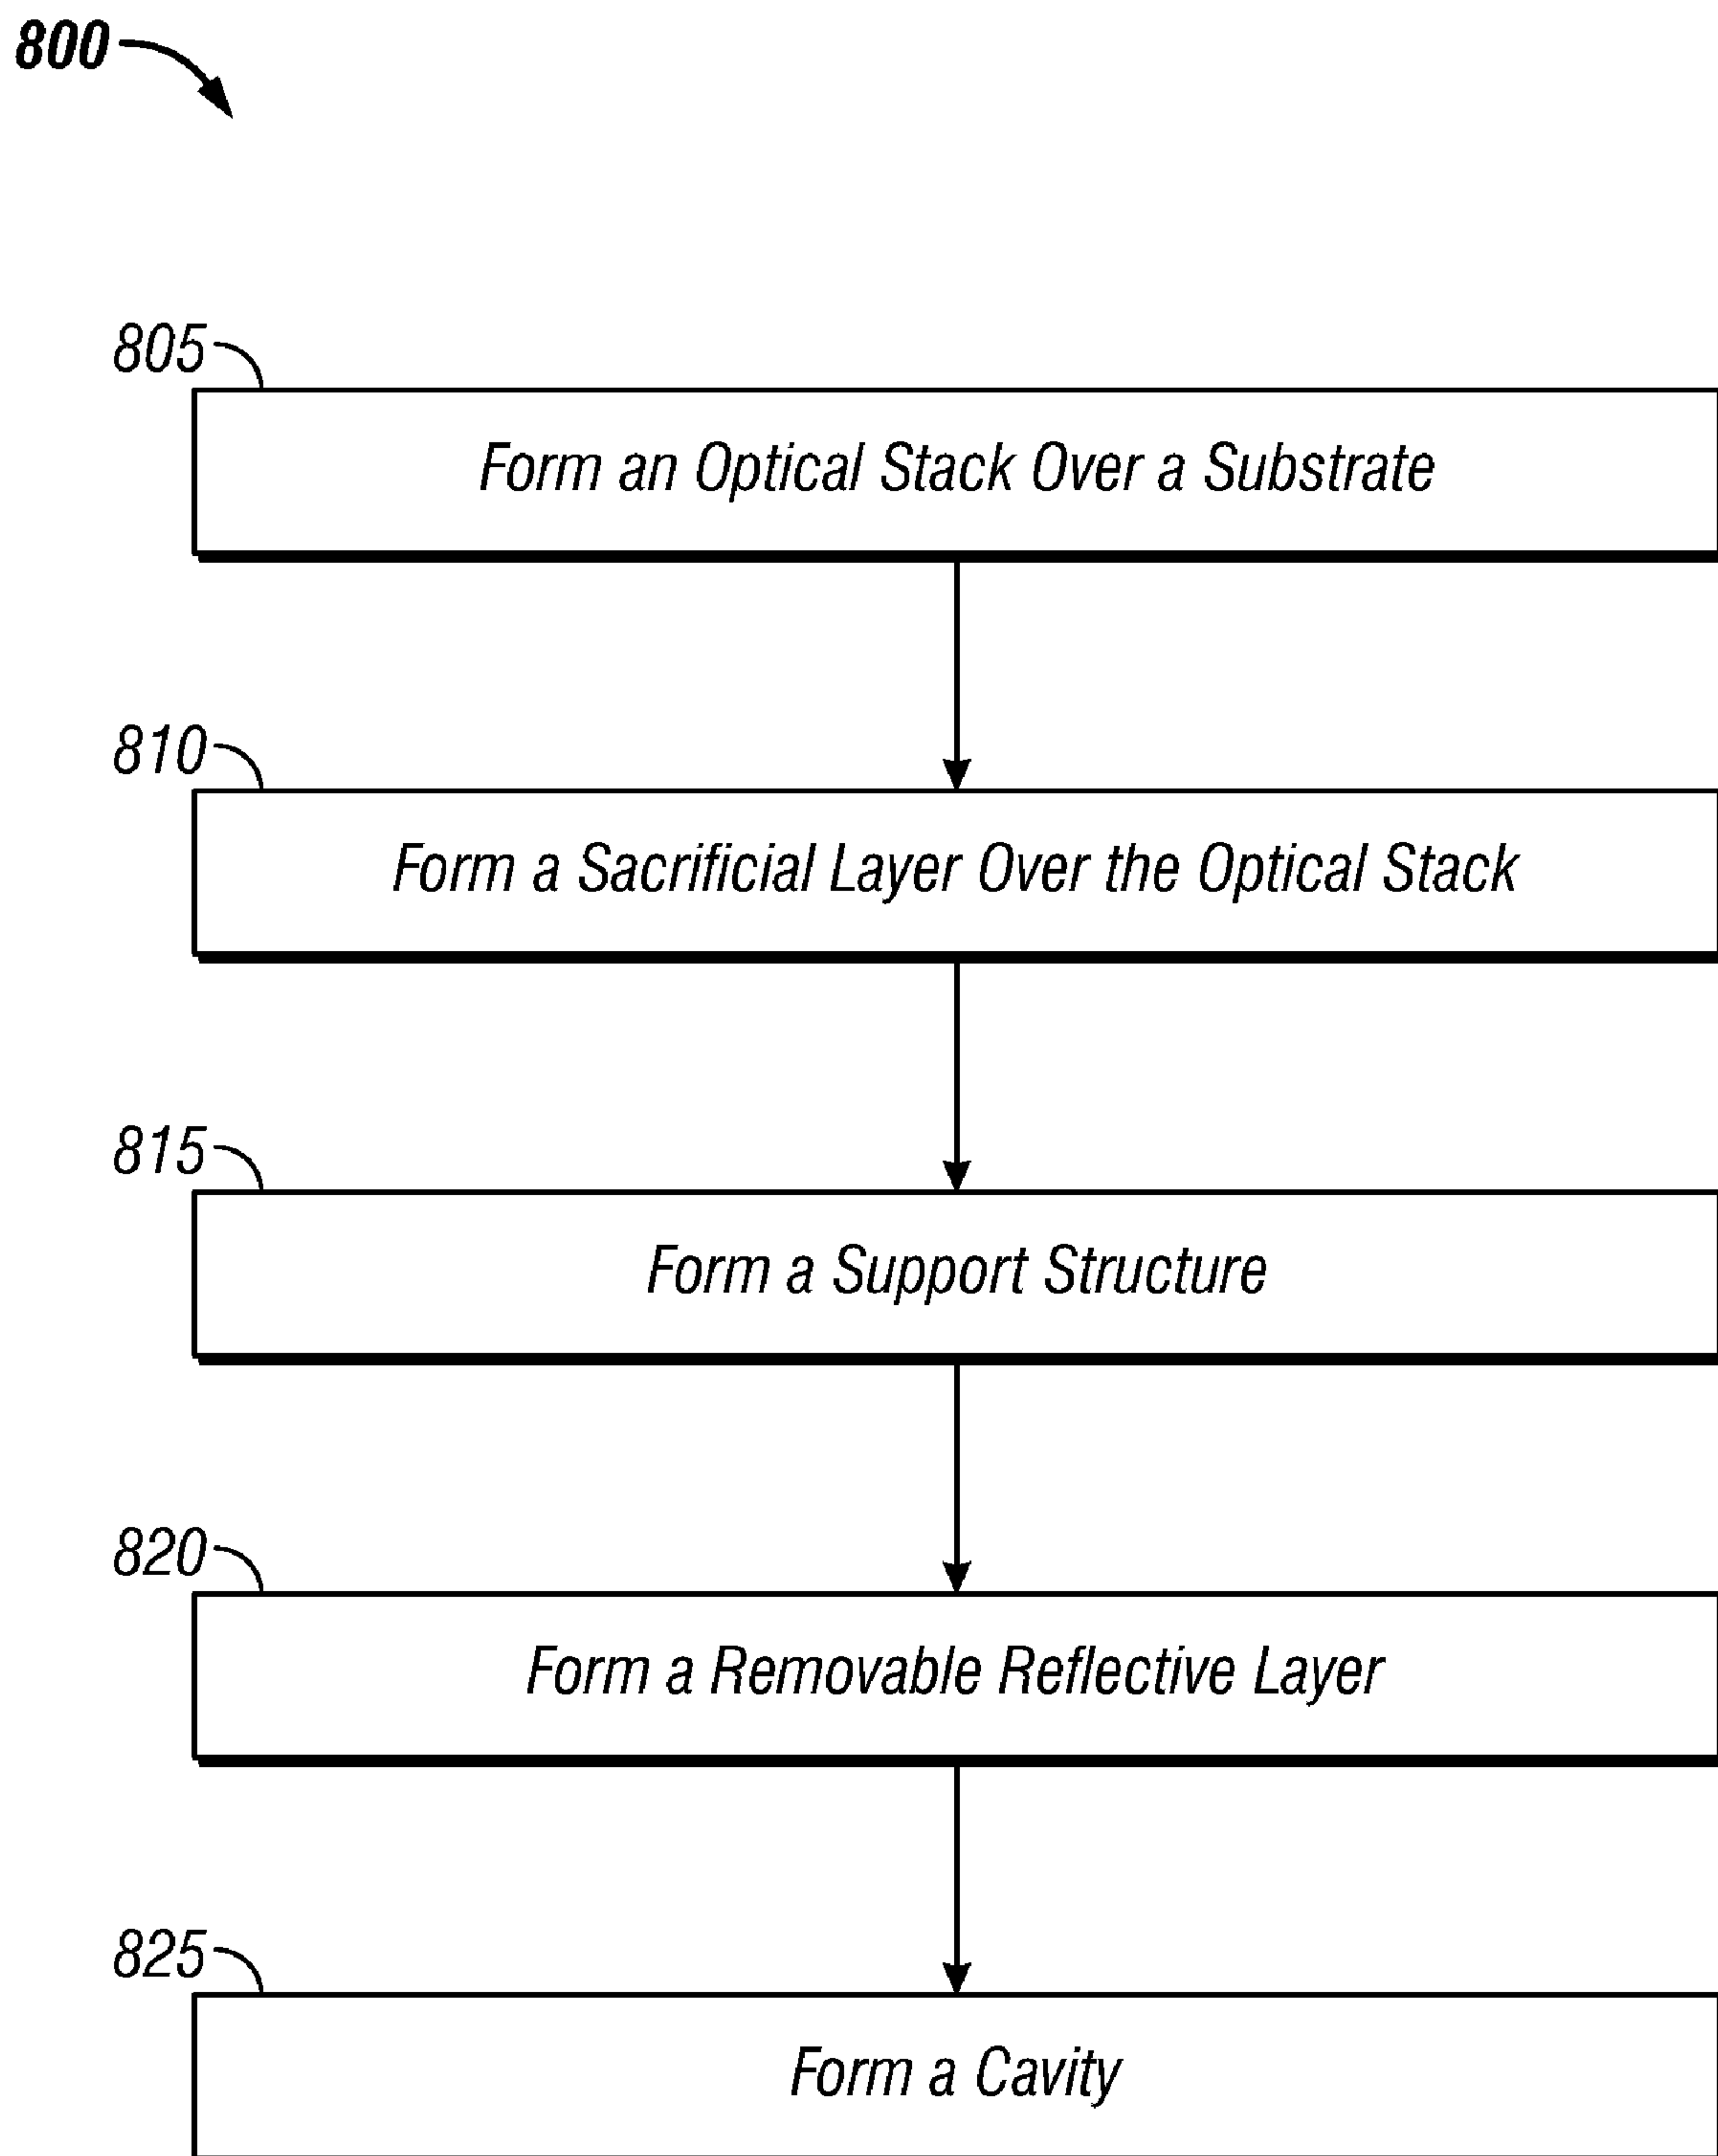 800
805
Form an Optical Stack Over a Substrate
810
Form a Sacrificial Layer Over the Optical Stack
815
Form a Support Structure
820
Form a Removable Reflective Layer
825
Form a Cavity